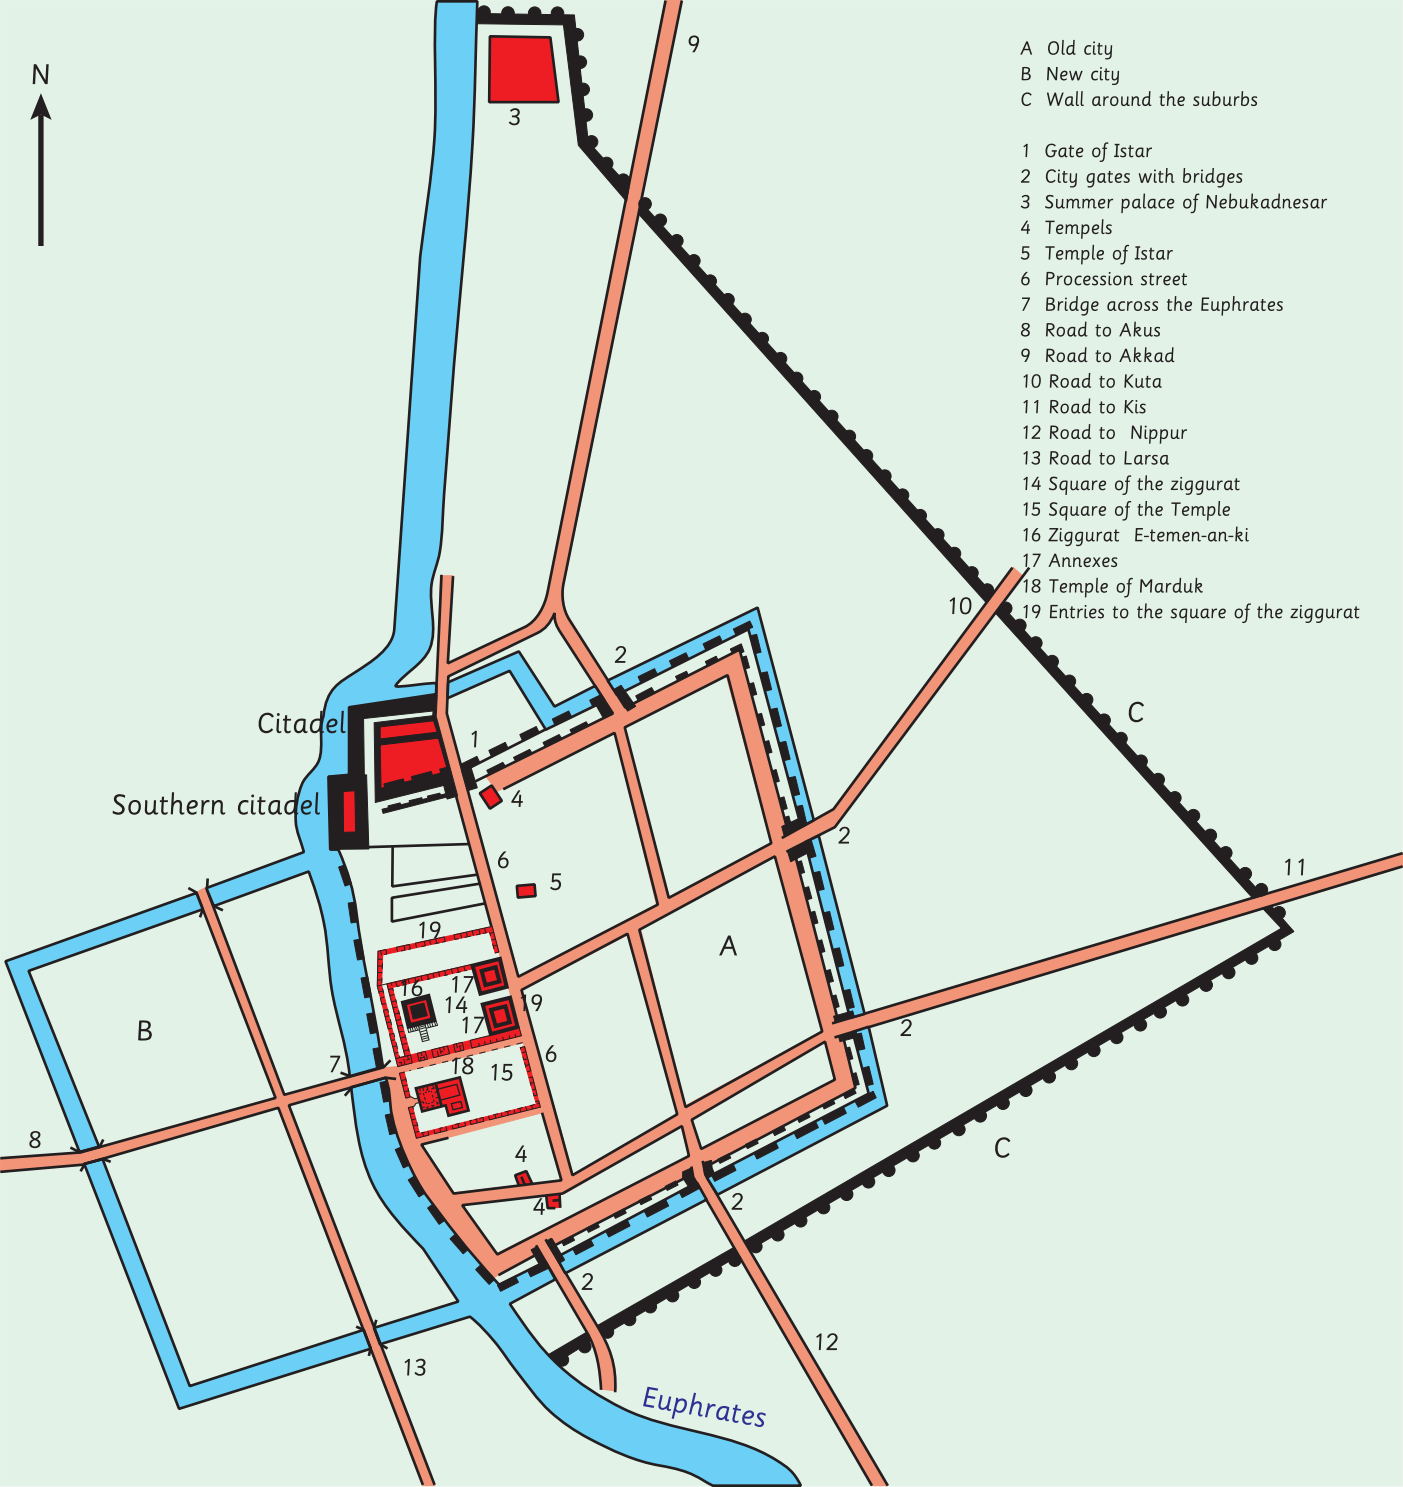 N
9
3
A Old city
B New city
C Wall around the suburbs
1 Gate of Istar
2 City gates with bridges
3 Summer palace of Nebukadnesar
4 Tempels
5 Temple of Istar
6 Procession street
7 Bridge across the Euphrates
8 Road to Akus
9 Road to Akkad
10 Road to Kuta
11 Road to Kis
12 Road to Nippur
13 Road to Larsa
14 Square of the ziggurat
15 Square of the Temple
16 Ziggurat E-temen-an-ki
17 Annexes
18 Temple of Marduk
19 Entries to the square of the ziggurat
10
2
C
Citadel
1
Southern citadel
4
2
6
5
11
19
A
16
17
14
19
17
2
B
7
18
15
6
8
4
C
4
2
2
12
13
Euphrates